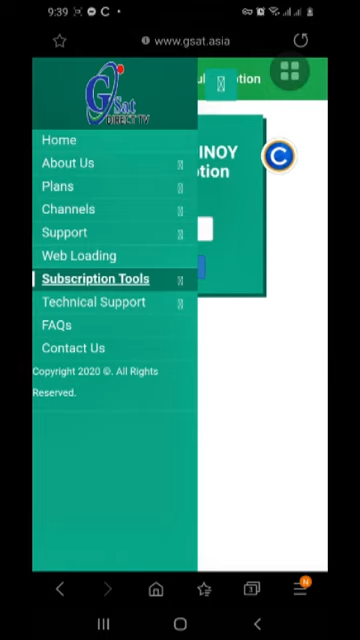 9:39
www.gsat.asia
GSat
DIRECT TV
Home
About Us
Plans
Channels
Support
Web Loading
Subscription Tools
Technical Support
FAQs
Contact Us
Copyright 2020 ©. All Rights
Reserved.
INOY
C
3
N